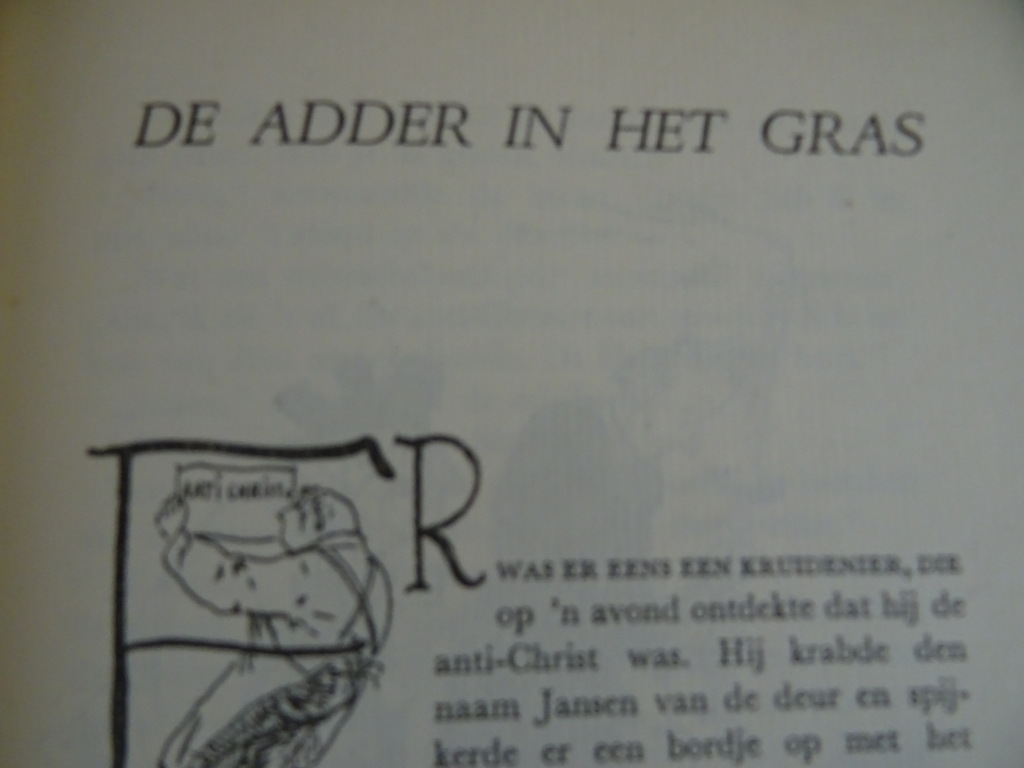 DE ADDER IN HET GRAS
ANTI CHRIST
ER
WAS ER EENS EEN KRUIDENIER, DIE
op 'n avond ontdekte dat hij de
anti-Christ was. Hij krabde den
naam Jansen van de deur en spij-
kerde er een bordje op met het